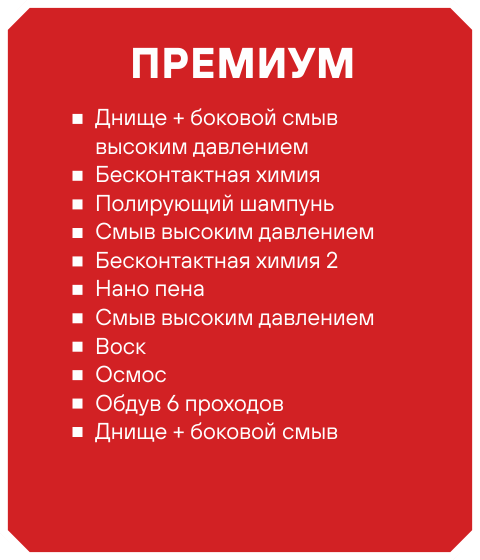 ПРЕМИУМ
▪ Днище + боковой смыв
высоким давлением
▪ Бесконтактная химия
▪ Полирующий шампунь
▪ Смыв высоким давлением
▪ Бесконтактная химия 2
▪ Нано пена
▪ Смыв высоким давлением
▪ Воск
▪ Осмос
▪ Обдув 6 проходов
▪ Днище + боковой смыв